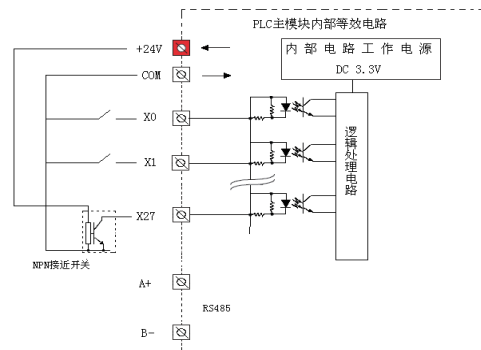 PLC主模块内部等效电路
+24V
内部电路工作电源
DC 3.3V
COM
X0
X1
逻辑处理电路
X27
NPN接近开关
A+
RS485
B-